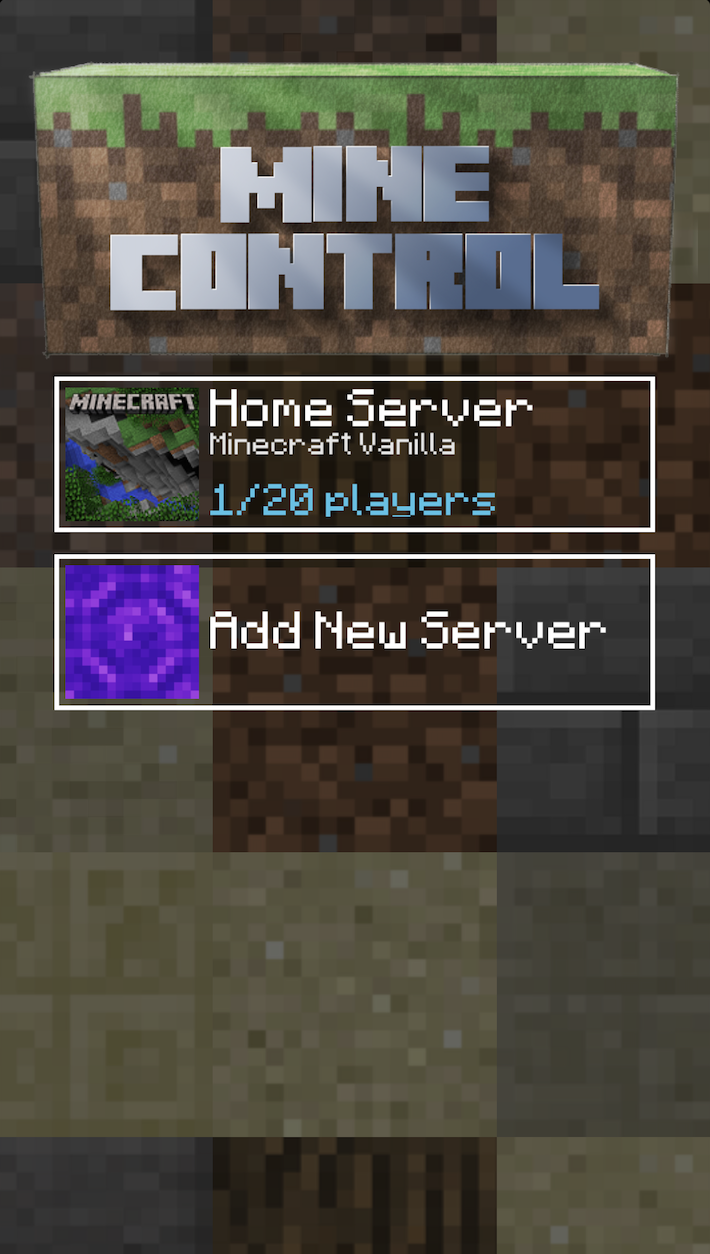 MINE
CONTROL
MINECRAFT
Home Server
Minecraft Vanilla
1/20 players
Add New Server